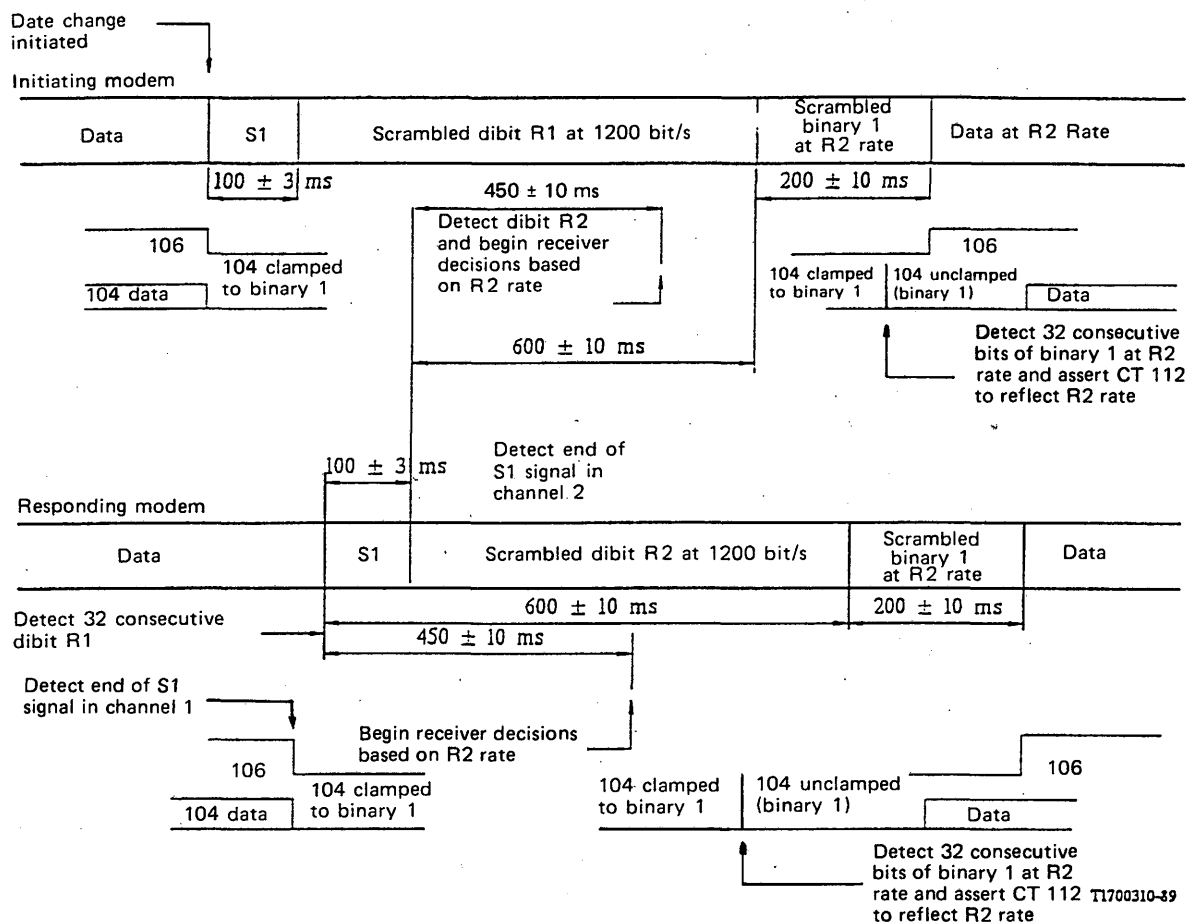 Date change
initiated
Initiating modem
Data
S1
Scrambled dibit R1 at 1200 bit/s
Scrambled
binary 1
at R2 rate
Data at R2 Rate
100 ± 3 ms
450 ± 10 ms
200 ± 10 ms
Detect dibit R2
and begin receiver
decisions based
on R2 rate
106
104 clamped
to binary 1
104 data
106
104 clamped
to binary 1
104 unclamped
(binary 1)
Data
600 ± 10 ms
Detect 32 consecutive
bits of binary 1 at R2
rate and assert CT 112
to reflect R2 rate
100 ± 3 ms
Detect end of
S1 signal in
channel 2
Responding modem
Data
S1
Scrambled dibit R2 at 1200 bit/s
Scrambled
binary 1
at R2 rate
Data
600 ± 10 ms
200 ± 10 ms
Detect 32 consecutive
dibit R1
450 ± 10 ms
Detect end of S1
signal in channel 1
Begin receiver decisions
based on R2 rate
106
104 clamped
to binary 1
104 data
104 clamped
to binary 1
104 unclamped
(binary 1)
106
Data
Detect 32 consecutive
bits of binary 1 at R2
rate and assert CT 112
to reflect R2 rate
T1700310-89